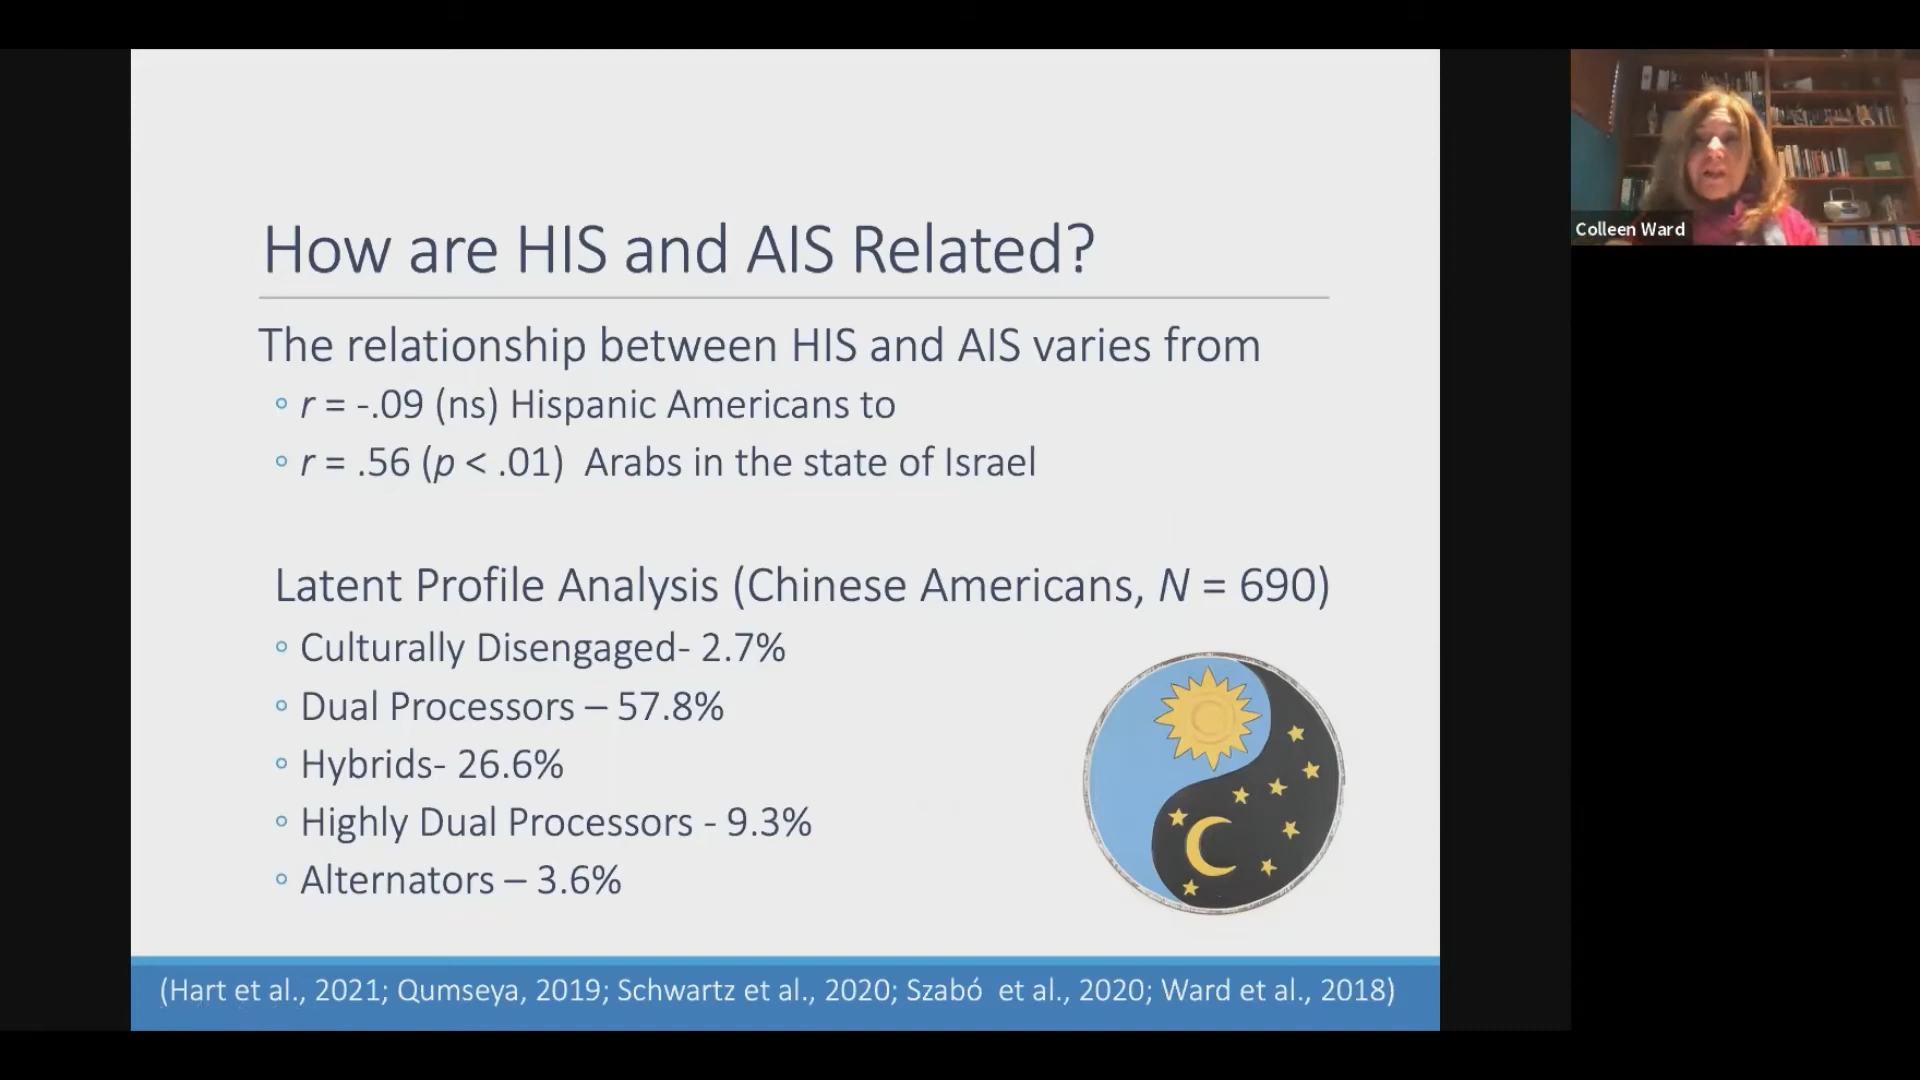 How are HIS and AIS Related?
The relationship between HIS and AIS varies from
◦ r = -.09 (ns) Hispanic Americans to
◦ r = .56 (p < .01)  Arabs in the state of Israel
Latent Profile Analysis (Chinese Americans, N = 690)
◦ Culturally Disengaged- 2.7%
◦ Dual Processors – 57.8%
◦ Hybrids- 26.6%
◦ Highly Dual Processors - 9.3%
◦ Alternators – 3.6%
(Hart et al., 2021; Qumseya, 2019; Schwartz et al., 2020; Szabó  et al., 2020; Ward et al., 2018)
Colleen Ward